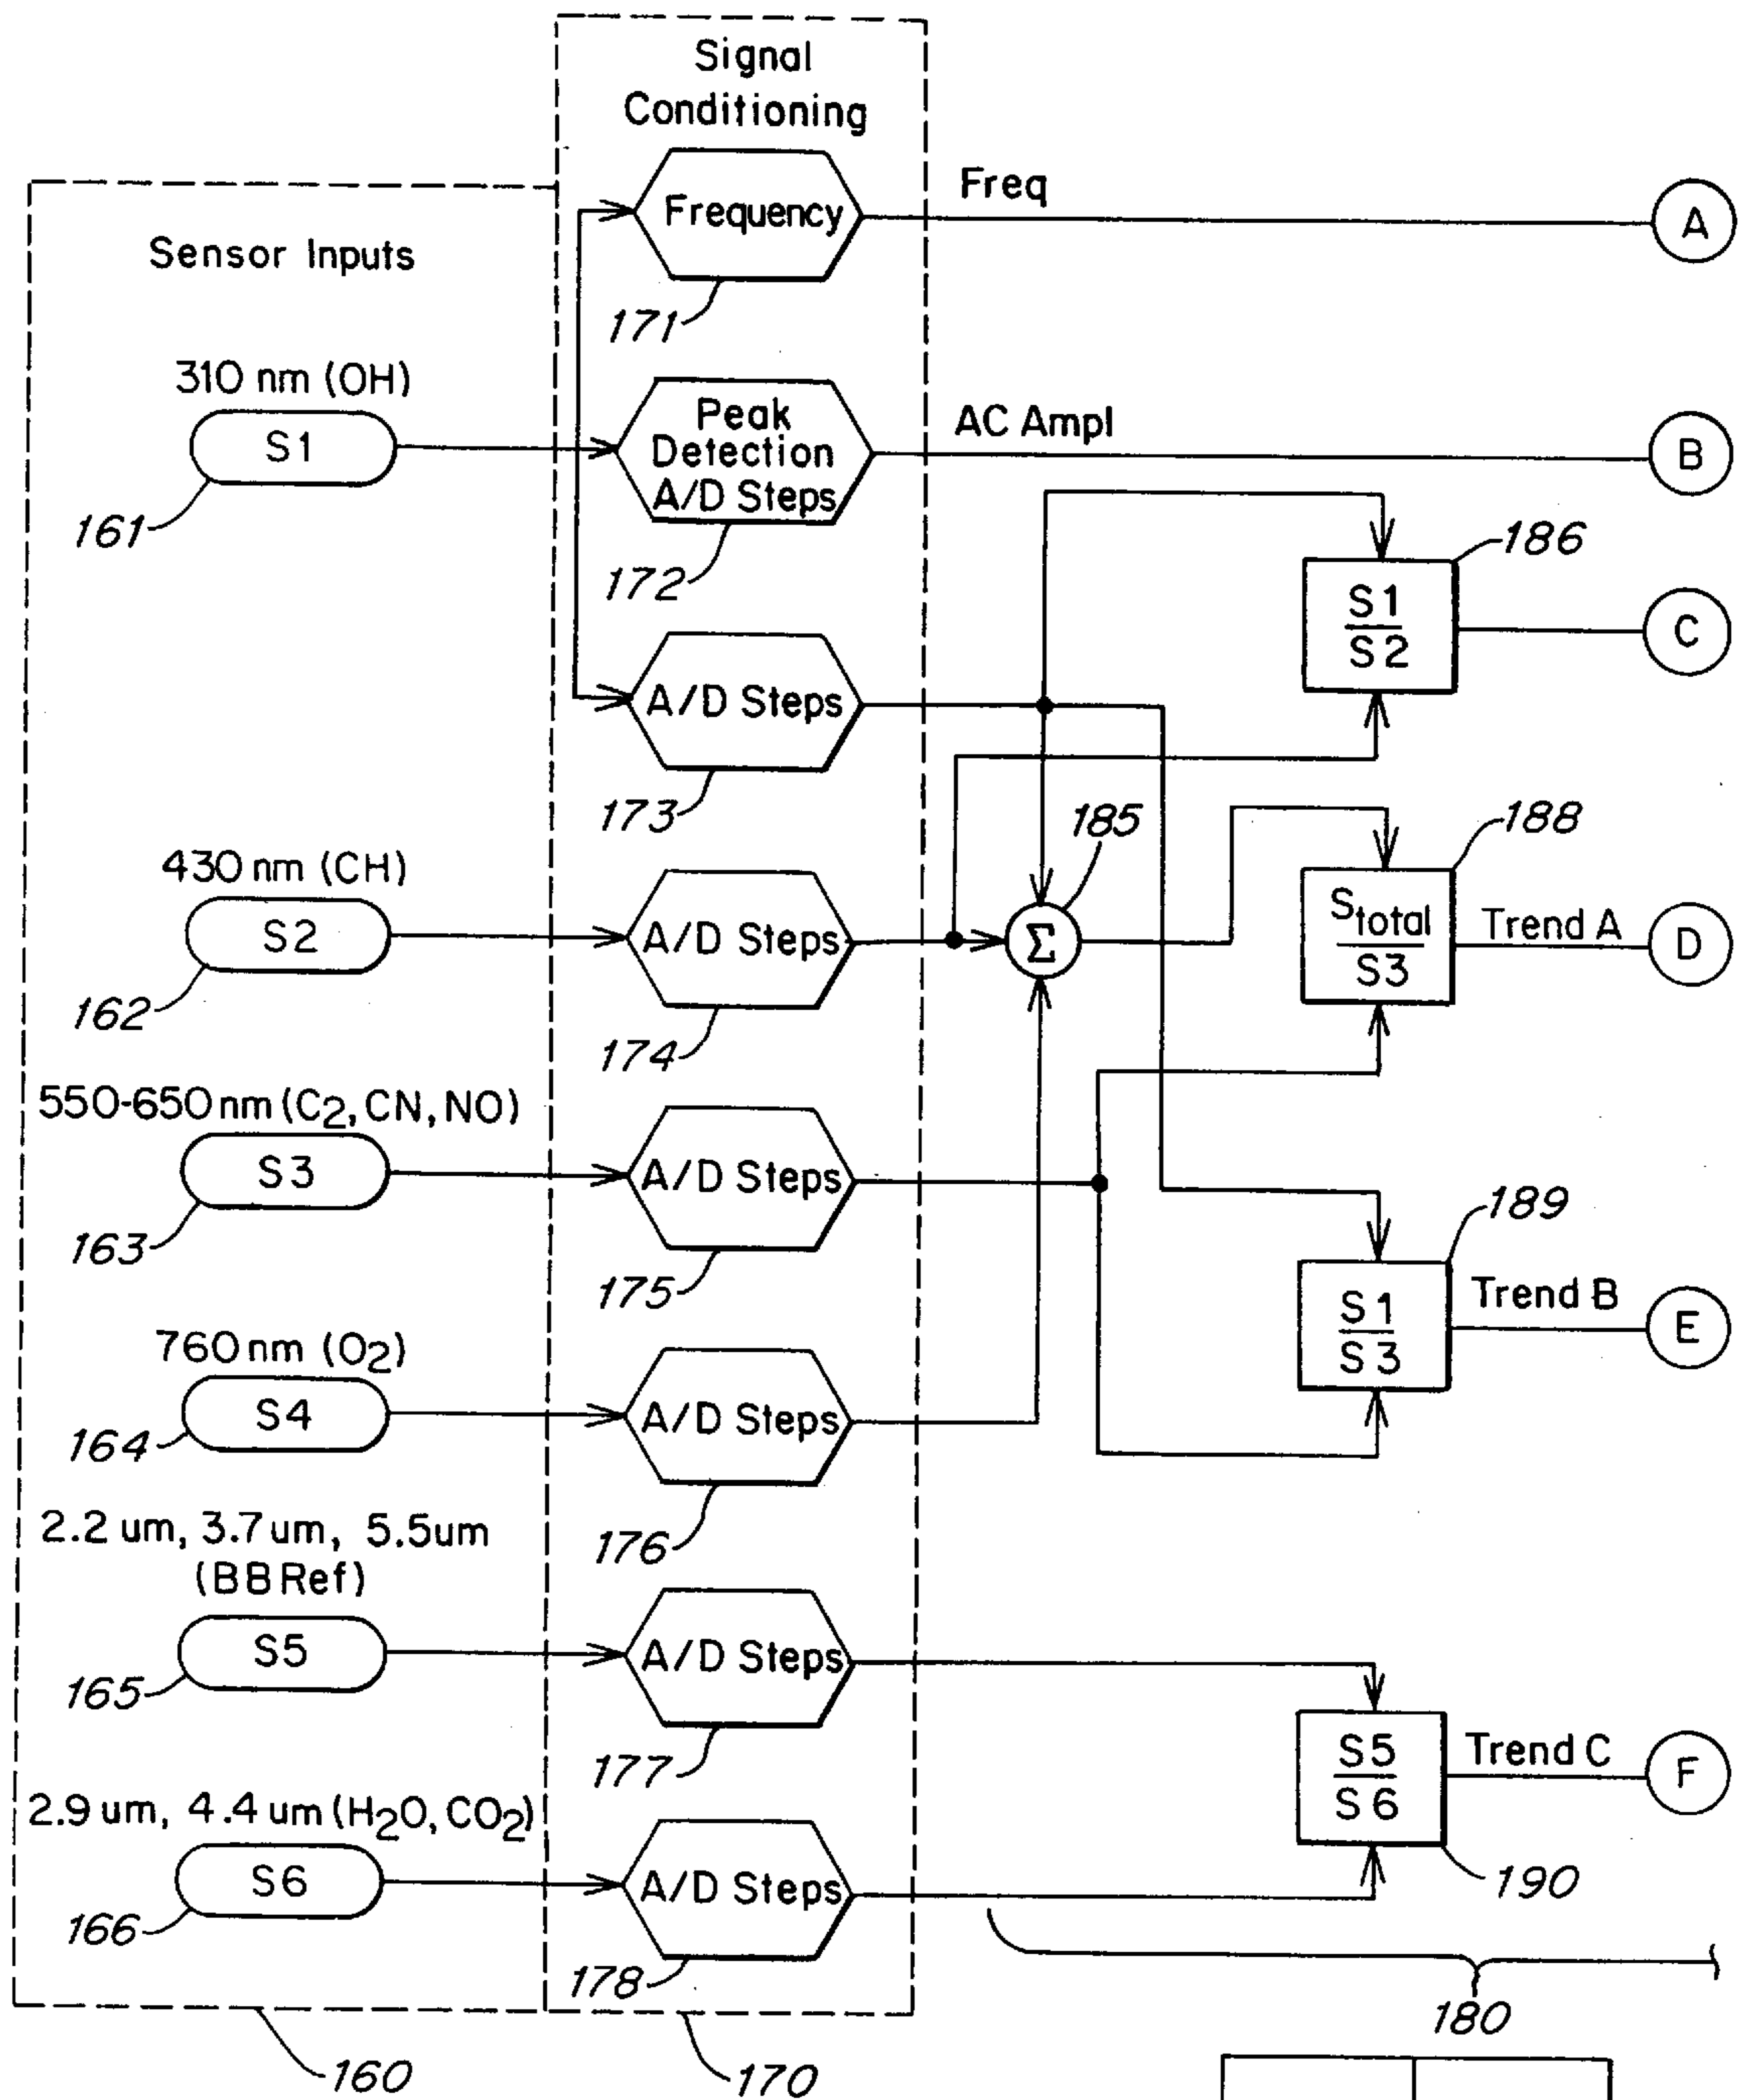 Signal
Conditioning
Sensor Inputs
Frequency
Freq
A
171
310 nm (OH)
S1
161
Peak
Detection
A/D Steps
AC Ampl
B
172
186
S1
S2
C
A/D Steps
173
185
188
430 nm (CH)
S2
162
A/D Steps
174
Σ
Stotal
S3
Trend A
D
550-650 nm (C2, CN, NO)
S3
163
A/D Steps
175
189
S1
S3
Trend B
E
760 nm (O2)
S4
164
A/D Steps
176
2.2 um, 3.7 um, 5.5um
(BB Ref)
S5
165
A/D Steps
177
S5
S6
Trend C
F
190
2.9 um, 4.4 um (H2O, CO2)
S6
166
A/D Steps
178
180
160
170